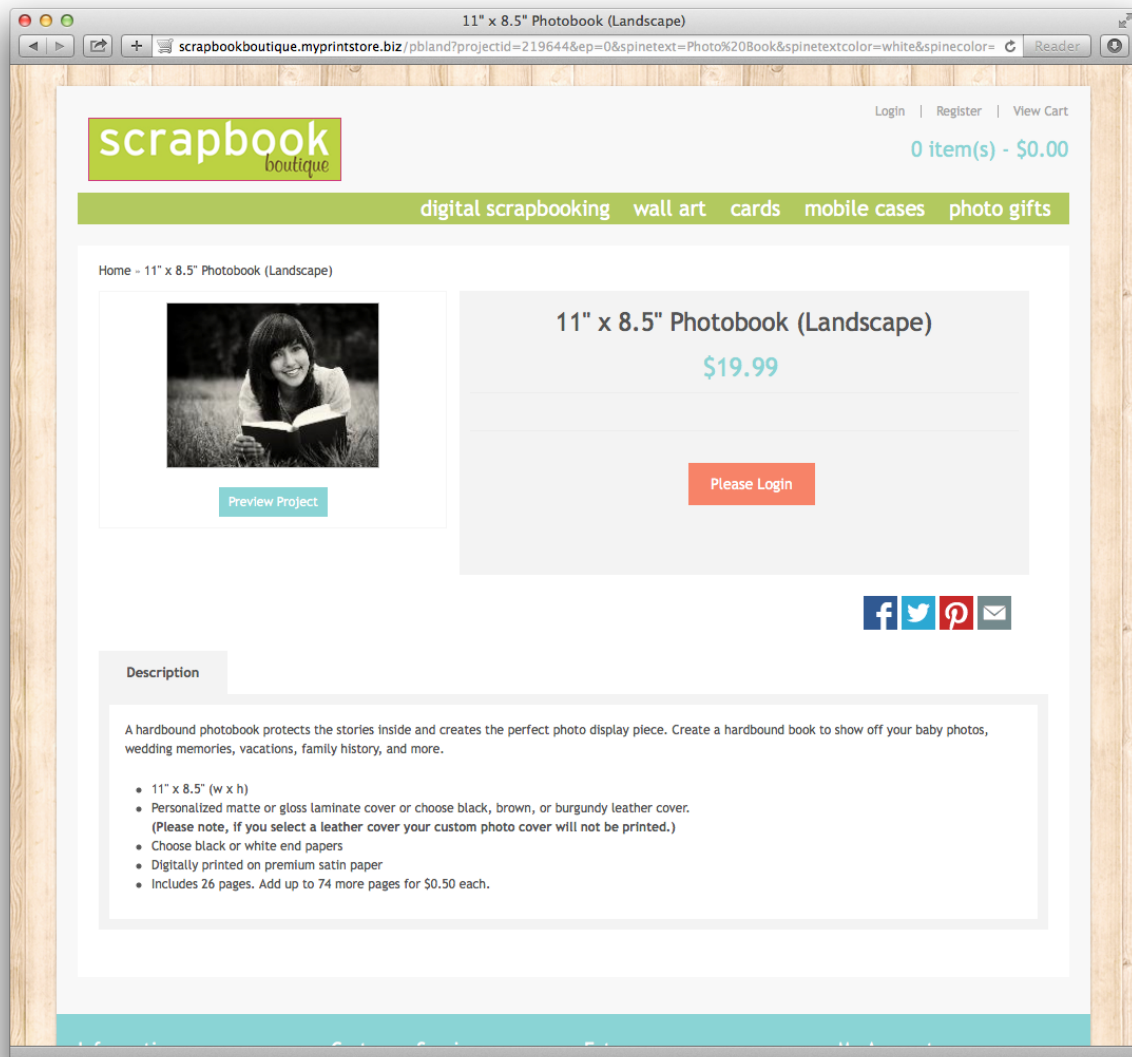 11" x 8.5" Photobook (Landscape)
scrapbookboutique.myprintstore.biz/pbland?projectid=219644&ep=0&spinetext=Photo%20Book&spinetextcolor=white&spinecolor=
Reader
Login | Register | View Cart
scrapbook
boutique
0 item(s) - $0.00
digital scrapbooking wall art cards mobile cases photo gifts
Home - 11" x 8.5" Photobook (Landscape)
11" x 8.5" Photobook (Landscape)
$19.99
Please Login
Preview Project
Description
A hardbound photobook protects the stories inside and creates the perfect photo display piece. Create a hardbound book to show off your baby photos,
wedding memories, vacations, family history, and more.
11" x 8.5" (w x h)
Personalized matte or gloss laminate cover or choose black, brown, or burgundy leather cover.
(Please note, if you select a leather cover your custom photo cover will not be printed.)
Choose black or white end papers
Digitally printed on premium satin paper
Includes 26 pages. Add up to 74 more pages for $0.50 each.